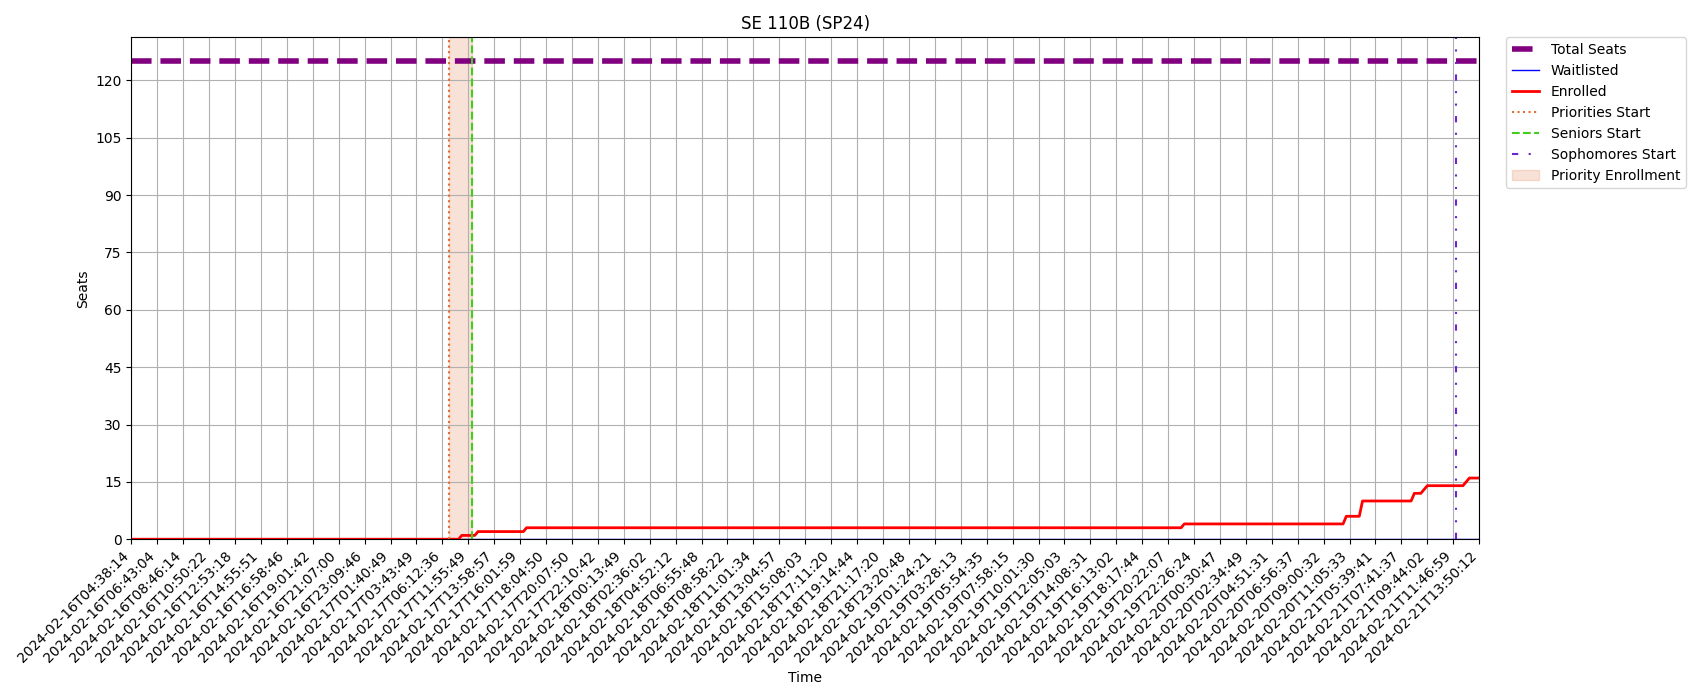 SE 110B (SP24)
Total Seats
Waitlisted
Enrolled
Priorities Start
Seniors Start
Sophomores Start
Priority Enrollment
Seats
120
105
90
75
60
45
30
15
0
2024-02-16T04:38:14
2024-02-16T06:43:04
2024-02-16T08:46:14
2024-02-16T10:50:22
2024-02-16T12:53:18
2024-02-16T14:55:51
2024-02-16T16:58:46
2024-02-16T19:01:42
2024-02-16T21:07:00
2024-02-16T23:09:46
2024-02-17T01:40:49
2024-02-17T03:43:49
2024-02-17T06:12:36
2024-02-17T11:55:49
2024-02-17T13:58:57
2024-02-17T16:01:59
2024-02-17T18:04:50
2024-02-17T20:07:50
2024-02-17T22:10:42
2024-02-18T00:13:49
2024-02-18T02:36:02
2024-02-18T04:52:12
2024-02-18T06:55:48
2024-02-18T08:58:22
2024-02-18T11:01:34
2024-02-18T13:04:57
2024-02-18T15:08:03
2024-02-18T17:11:20
2024-02-18T19:14:44
2024-02-18T21:17:20
2024-02-18T23:20:48
2024-02-19T01:24:21
2024-02-19T03:28:13
2024-02-19T05:54:35
2024-02-19T07:58:15
2024-02-19T10:01:30
2024-02-19T12:05:03
2024-02-19T14:08:31
2024-02-19T16:13:02
2024-02-19T18:17:44
2024-02-19T20:22:07
2024-02-19T22:26:24
2024-02-20T00:30:47
2024-02-20T02:34:49
2024-02-20T04:51:31
2024-02-20T06:56:37
2024-02-20T09:00:32
2024-02-20T11:05:33
2024-02-21T05:39:41
2024-02-21T07:41:37
2024-02-21T09:44:02
2024-02-21T11:46:59
2024-02-21T13:50:12
Time